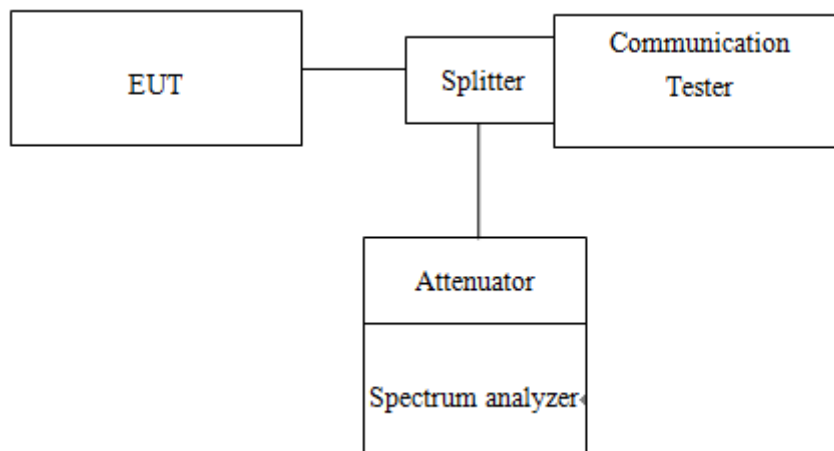 EUT
Splitter
Communication
Tester
Attenuator
Spectrum analyzer